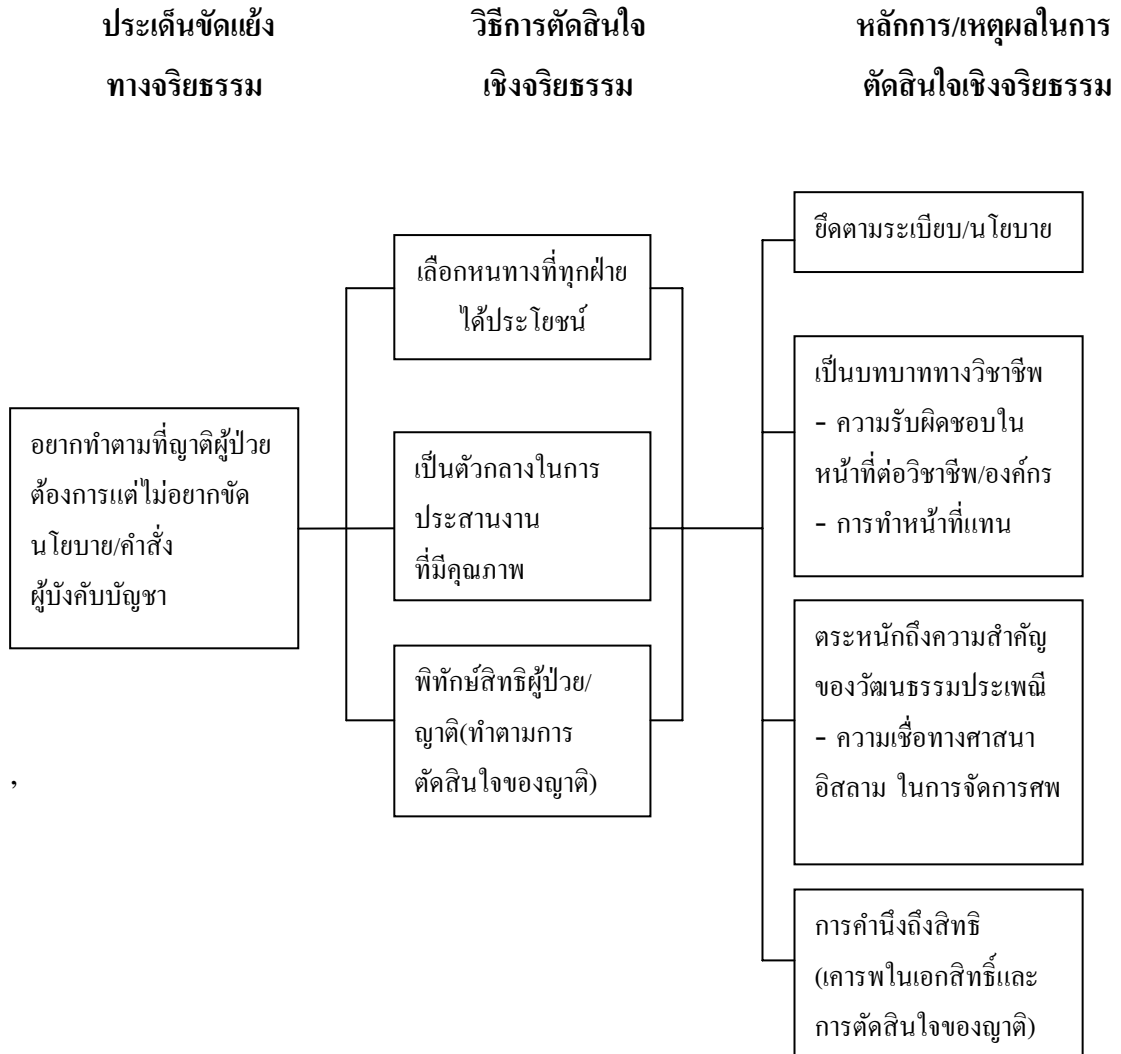 ประเด็นขัดแย้ง
ทางจริยธรรม
วิธีการตัดสินใจ
เชิงจริยธรรม
หลักการ/เหตุผลในการ
ตัดสินใจเชิงจริยธรรม
อยากทำตามที่ญาติผู้ป่วย
ต้องการแต่ไม่อยากขัด
นโยบาย/คำสั่ง
ผู้บังคับบัญชา
,
เลือกหนทางที่ทุกฝ่าย
ได้ประโยชน์
เป็นตัวกลางในการ
ประสานงาน
ที่มีคุณภาพ
พิทักษ์สิทธิผู้ป่วย/
ญาติ(ทำตามการ
ตัดสินใจของญาติ)
ยึดตามระเบียบ/นโยบาย
เป็นบทบาททางวิชาชีพ
- ความรับผิดชอบใน
หน้าที่ต่อวิชาชีพ/องค์กร
- การทำหน้าที่แทน
ตระหนักถึงความสำคัญ
ของวัฒนธรรมประเพณี
- ความเชื่อทางศาสนา
อิสลาม ในการจัดการศพ
การคำนึงถึงสิทธิ
(เคารพในเอกสิทธิ์และ
การตัดสินใจของญาติ)